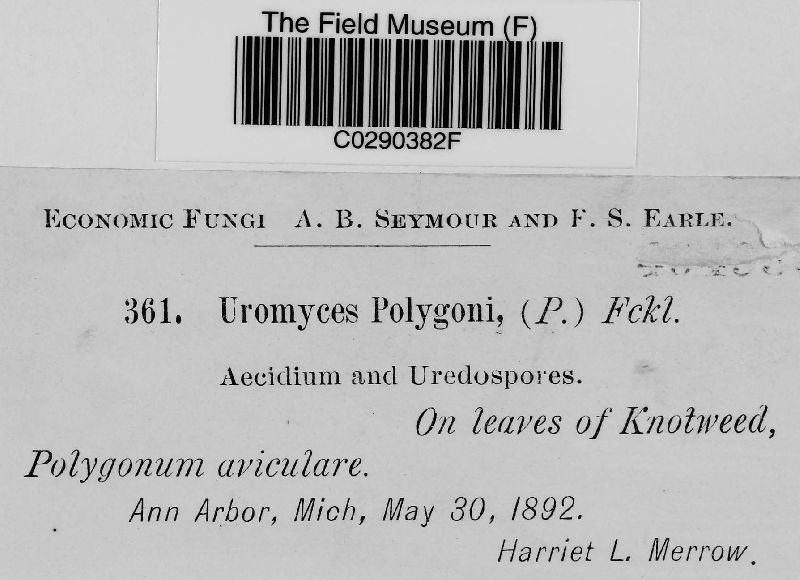 The Field Museum (F)
C0290382F
Economic Fungi A. B. Seymour and F. S. Earle.
361. Uromyces Polygoni, (P.) Fckl.
Aecidium and Uredospores.
On leaves of Knotweed,
Polygonum aviculare.
Ann Arbor, Mich, May 30, 1892.
Harriet L. Merrow.